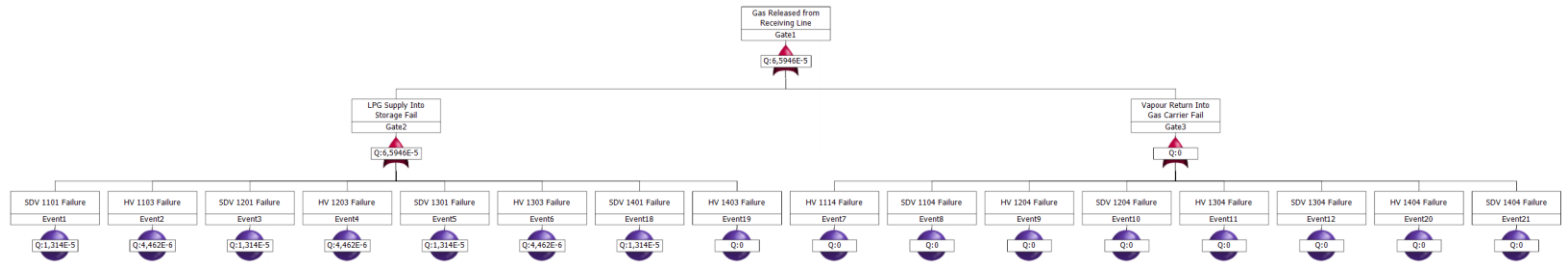 Gas Released from
Receiving Line
Gate1
Q:6,5946E-5
LPG Supply Into
Storage Fail
Gate2
Q:6,5946E-5
Vapour Return Into
Gas Carrier Fail
Gate3
Q:0
SDV 1101 Failure
Event1
Q:1,314E-5
HV 1103 Failure
Event2
Q:4,462E-6
SDV 1201 Failure
Event3
Q:1,314E-5
HV 1203 Failure
Event4
Q:4,462E-6
SDV 1301 Failure
Event5
Q:1,314E-5
HV 1303 Failure
Event6
Q:4,462E-6
SDV 1401 Failure
Event18
Q:1,314E-5
HV 1403 Failure
Event19
Q:0
HV 1114 Failure
Event7
Q:0
SDV 1104 Failure
Event8
Q:0
HV 1204 Failure
Event9
Q:0
SDV 1204 Failure
Event10
Q:0
HV 1304 Failure
Event11
Q:0
SDV 1304 Failure
Event12
Q:0
HV 1404 Failure
Event20
Q:0
SDV 1404 Failure
Event21
Q:0